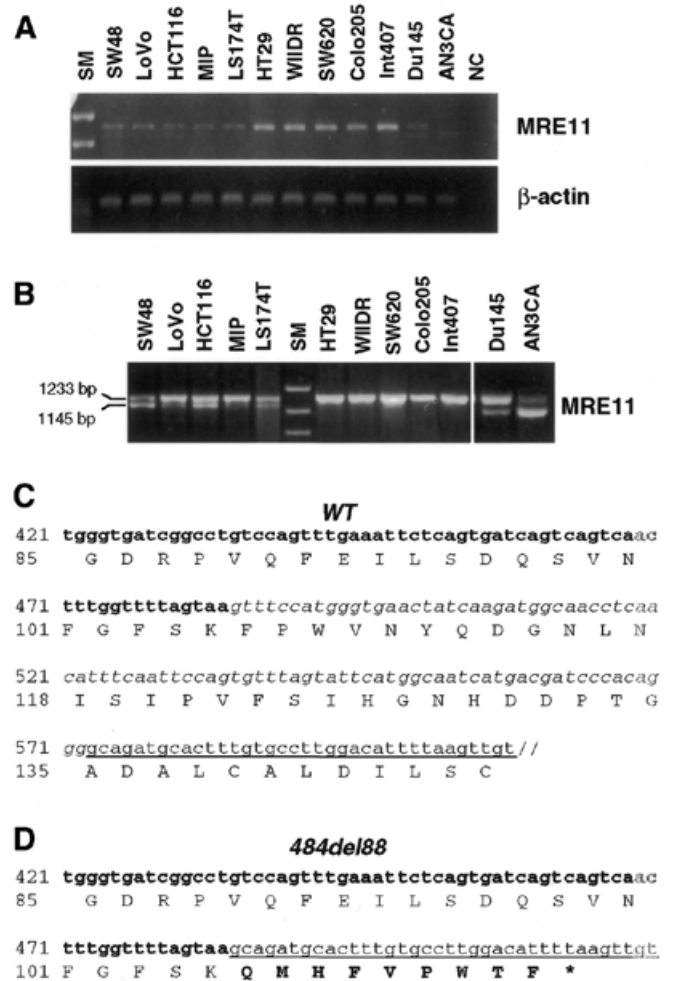 A
SM SW48 LoVo HCT116 MIP LS174T HT29 WIIDR SW620 Colo205 Int407 Du145 AN3CA NC
MRE11
β-actin
B
SW48 LoVo HCT116 MIP LS174T SM HT29 WIIDR SW620 Colo205 Int407 Du145 AN3CA
1233 bp
1145 bp
MRE11
C
WT
421 tgggtgatcggcctgtccagtttgaaattctcagtgatcagtcagtcaac
85 G D R P V Q F E I L S D Q S V N
471 tttggttttagtaagtttccatgggtgaactatcaagatggcaacctcaa
101 F G F S K F P W V N Y Q D G N L N
521 catttcaattccagtgtttagtattcatggcaatcatgacgatcccacag
118 I S I P V F S I H G N H D D P T G
571 gggcagatgcactttgtgccttggacattttaagttgt//
135 A D A L C A L D I L S C
D
484del88
421 tgggtgatcggcctgtccagtttgaaattctcagtgatcagtcagtcaac
85 G D R P V Q F E I L S D Q S V N
471 tttggttttagtaagcagatgcactttgtgccttggacattttaagttgt
101 F G F S K Q M H F V P W T F *